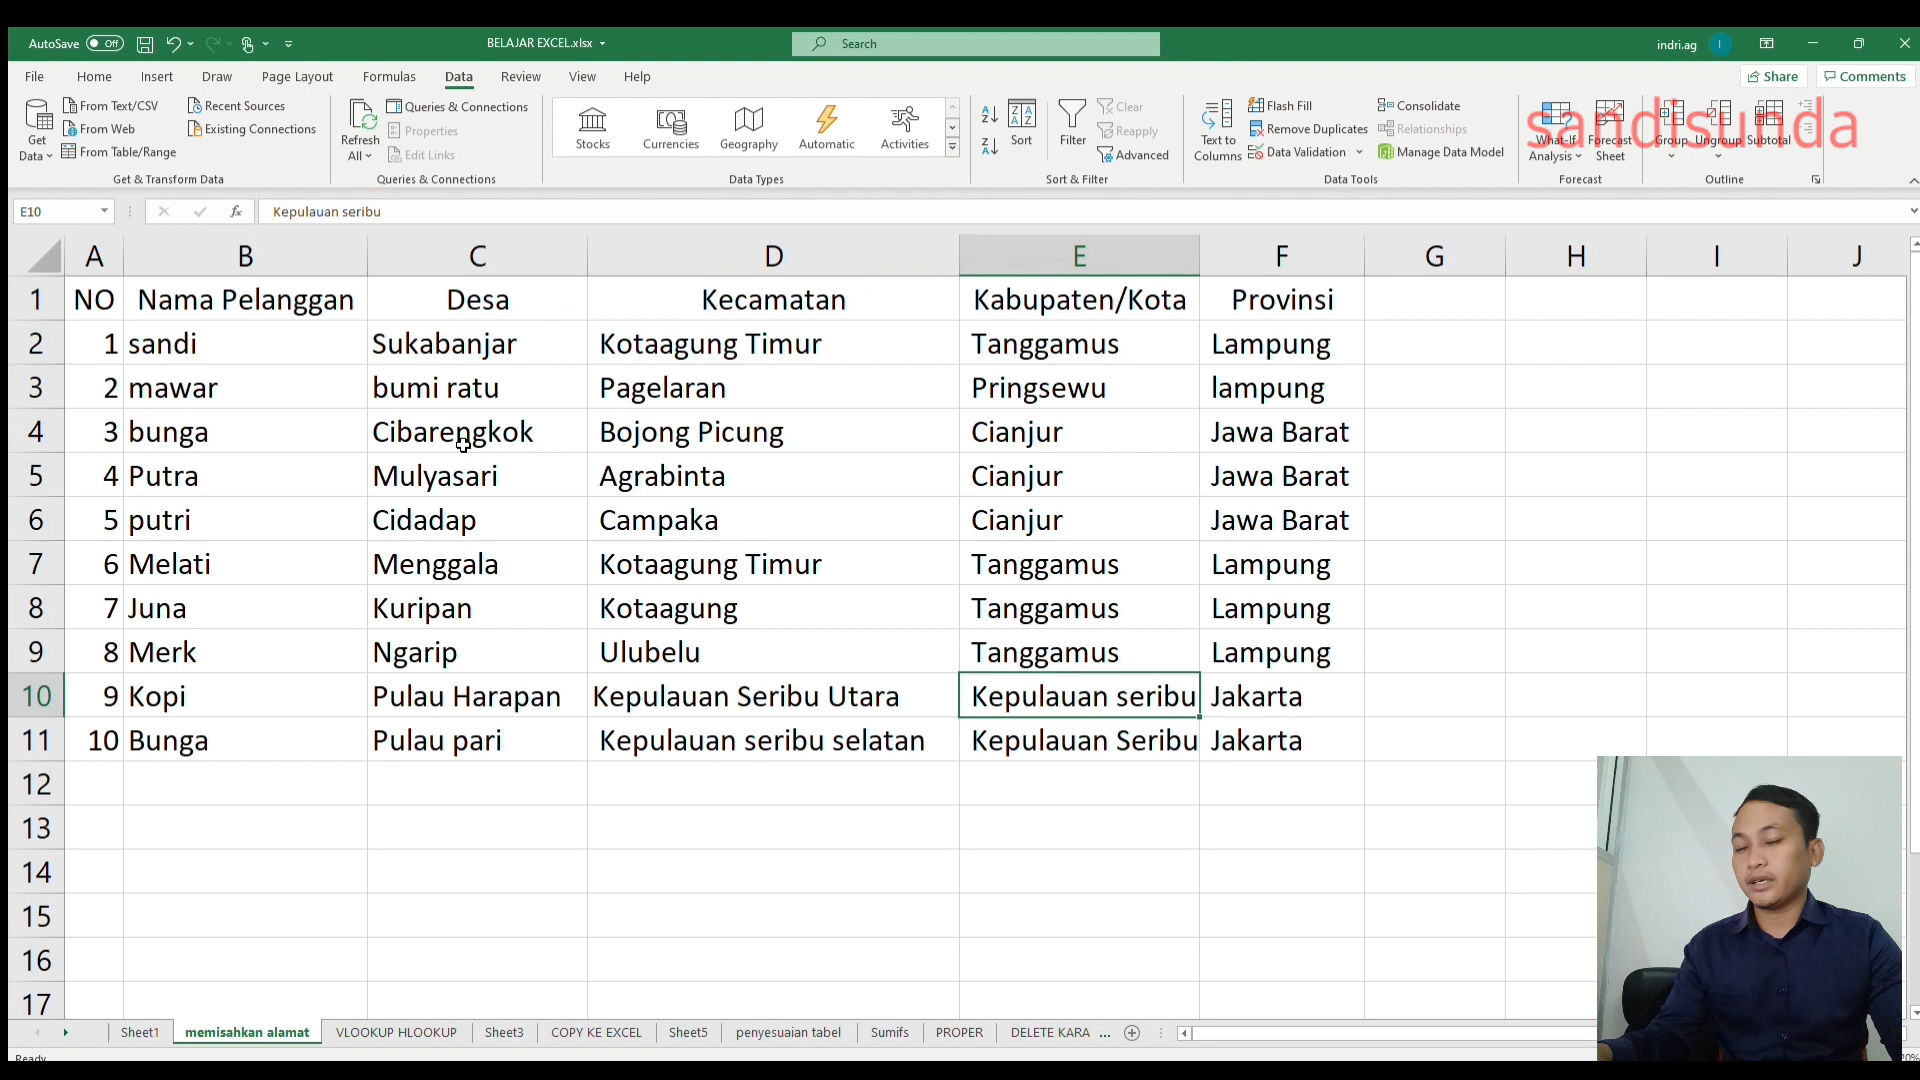 AutoSave Off BELAJAR EXCEL.xlsx Search indri.ag I
File Home Insert Draw Page Layout Formulas Data Review View Help Share Comments
Get Data
From Text/CSV
From Web
From Table/Range
Recent Sources
Existing Connections
Get & Transform Data
Refresh All
Queries & Connections
Properties
Edit Links
Queries & Connections
Stocks Currencies Geography Automatic Activities
Data Types
Sort
Filter
Clear
Reapply
Advanced
Sort & Filter
Text to Columns
Flash Fill
Remove Duplicates
Data Validation
Consolidate
Relationships
Manage Data Model
Data Tools
What-If Analysis
Forecast Sheet
Forecast
Group Ungroup Subtotal
Outline
sandisunda
E10 fx Kepulauan seribu
A B C D E F G H I J
1 NO Nama Pelanggan Desa Kecamatan Kabupaten/Kota Provinsi
2 1 sandi Sukabanjar Kotaagung Timur Tanggamus Lampung
3 2 mawar bumi ratu Pagelaran Pringsewu lampung
4 3 bunga Cibarengkok Bojong Picung Cianjur Jawa Barat
5 4 Putra Mulyasari Agrabinta Cianjur Jawa Barat
6 5 putri Cidadap Campaka Cianjur Jawa Barat
7 6 Melati Menggala Kotaagung Timur Tanggamus Lampung
8 7 Juna Kuripan Kotaagung Tanggamus Lampung
9 8 Merk Ngarip Ulubelu Tanggamus Lampung
10 9 Kopi Pulau Harapan Kepulauan Seribu Utara Kepulauan seribu Jakarta
11 10 Bunga Pulau pari Kepulauan seribu selatan Kepulauan Seribu Jakarta
12
13
14
15
16
17
Sheet1 memisahkan alamat VLOOKUP HLOOKUP Sheet3 COPY KE EXCEL Sheet5 penyesuaian tabel Sumifs PROPER DELETE KARA ...
Ready